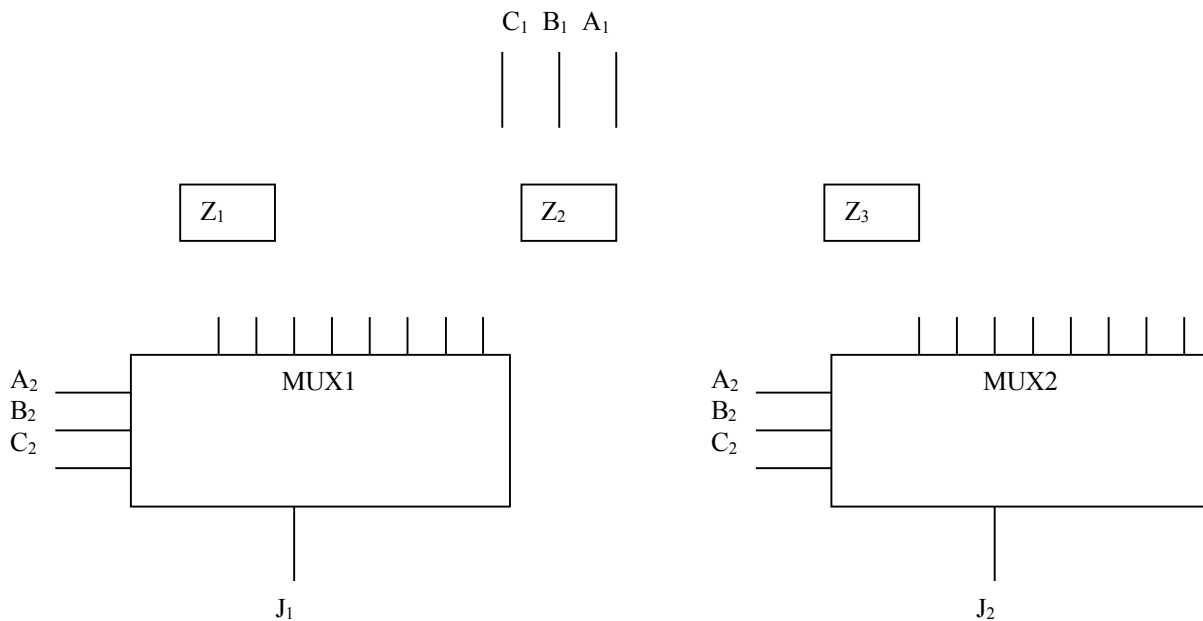 C₁ B₁ A₁
Z₁ Z₂ Z₃
MUX1 MUX2
A₂ A₂
B₂ B₂
C₂ C₂
J₁ J₂